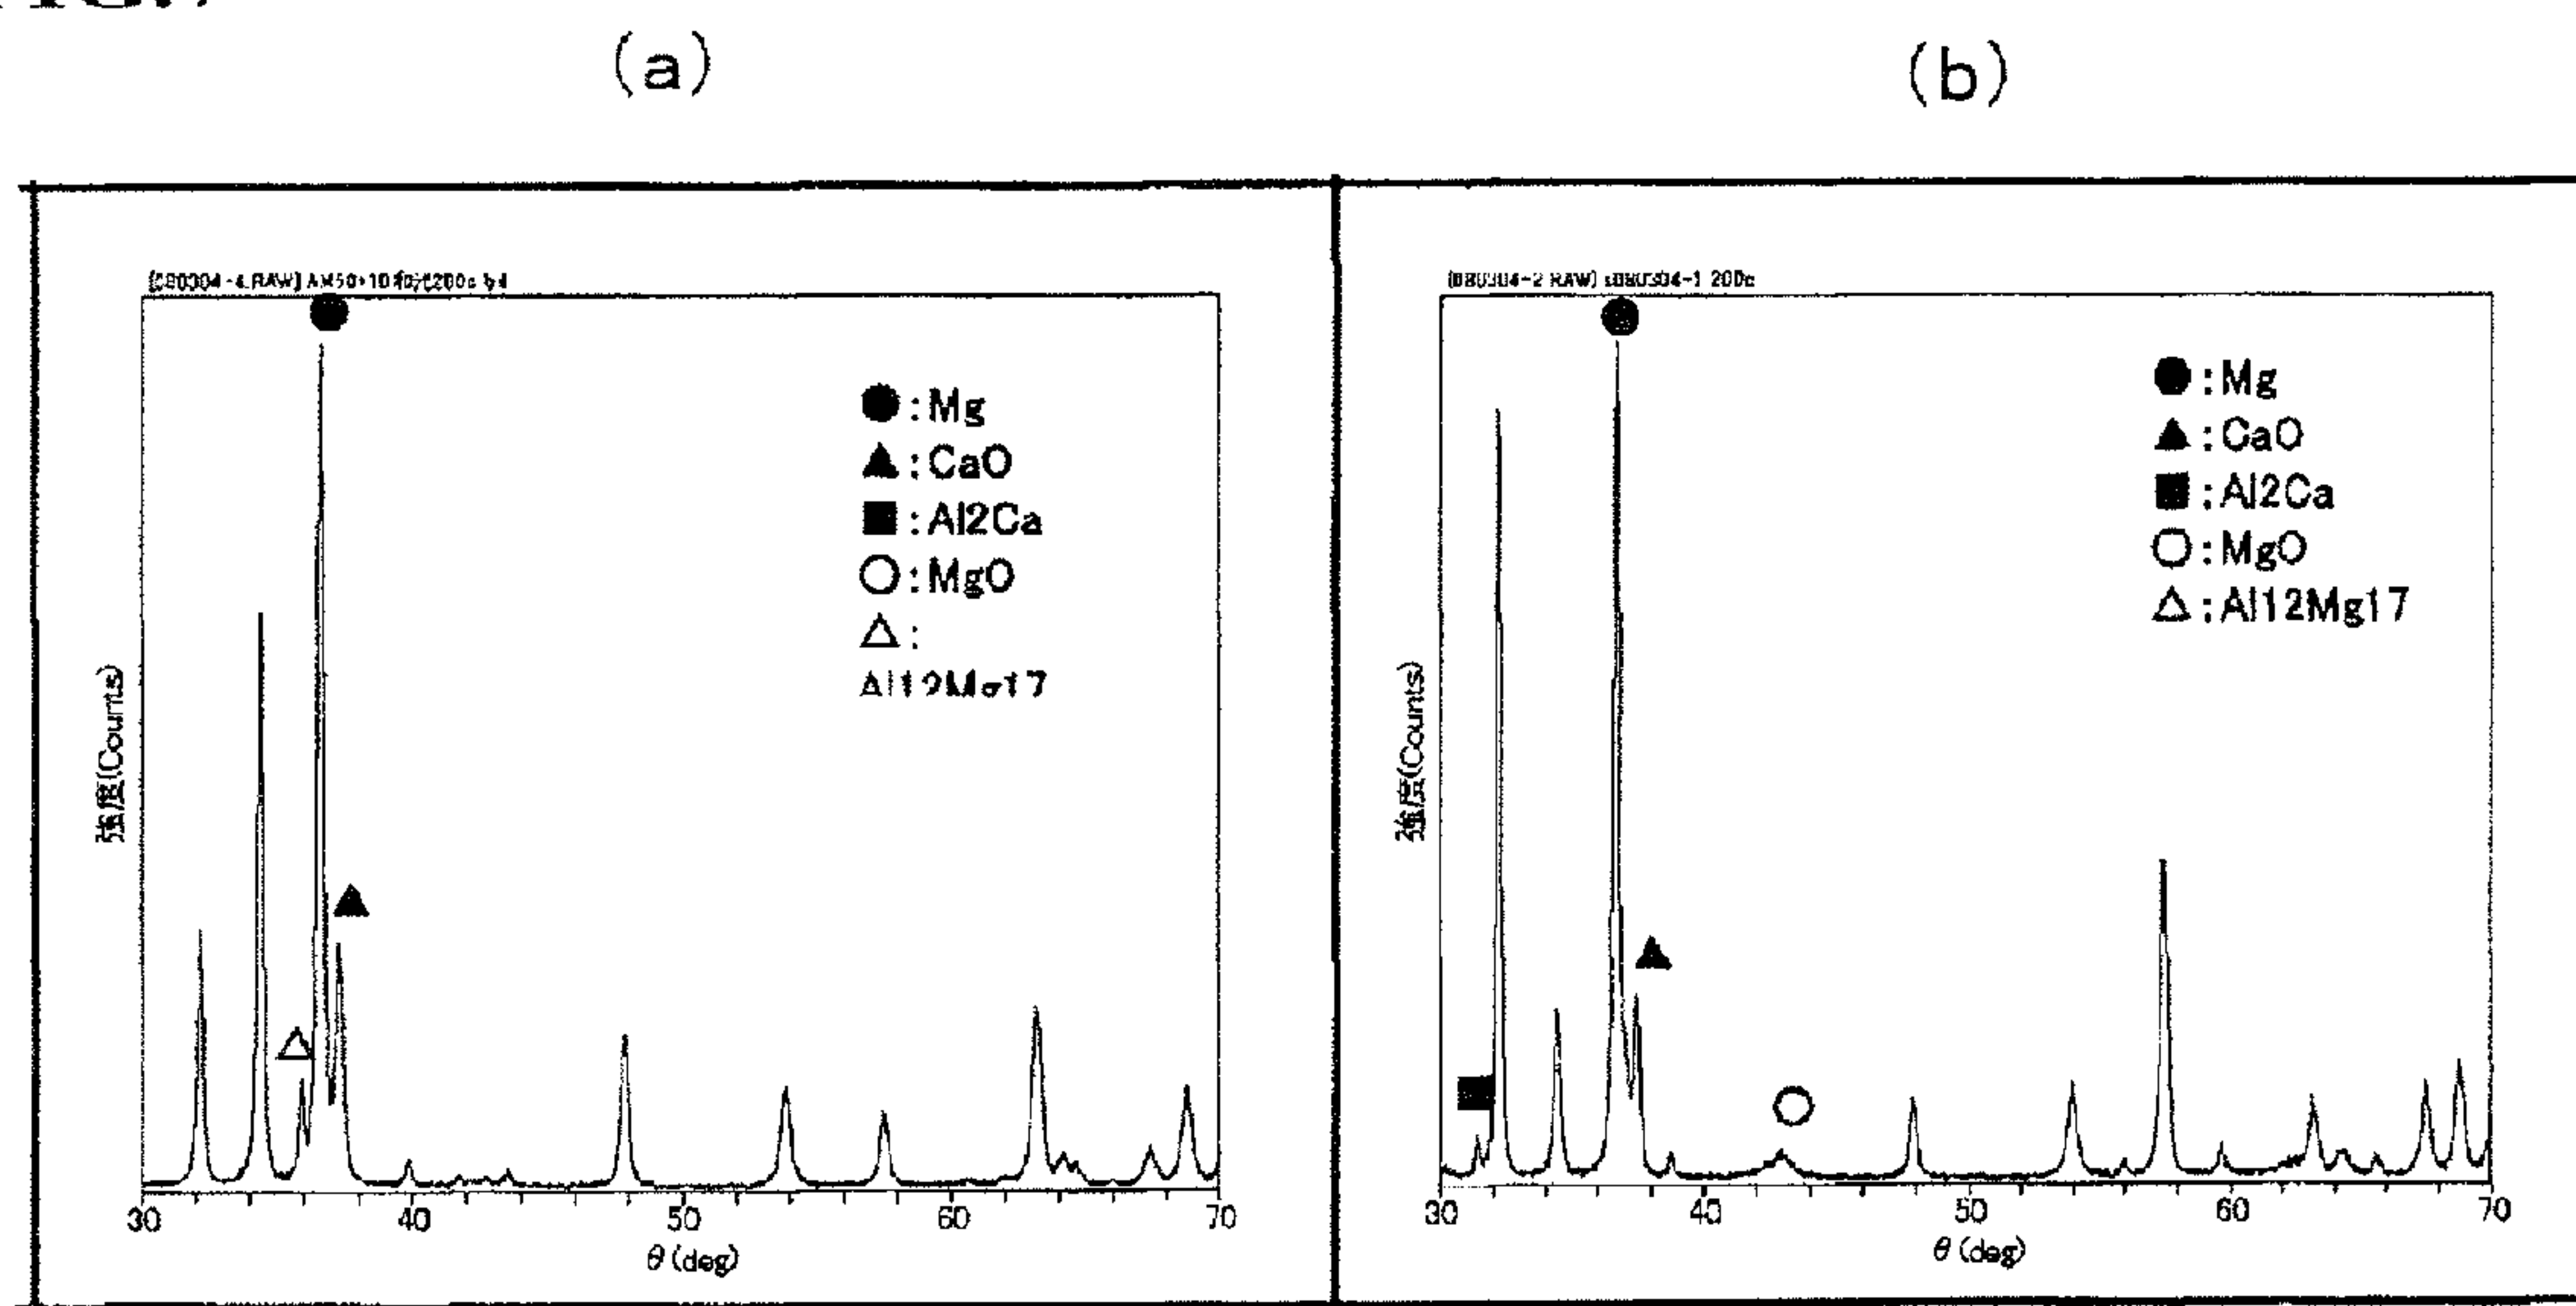 (a)
(b)
●:Mg
▲:CaO
■:Al2Ca
○:MgO
△:
Al12Mg17
強度(Counts)
30 40 50 60 70
θ (deg)
●:Mg
▲:CaO
■:Al2Ca
○:MgO
△:Al12Mg17
強度(Counts)
30 40 50 60 70
θ (deg)